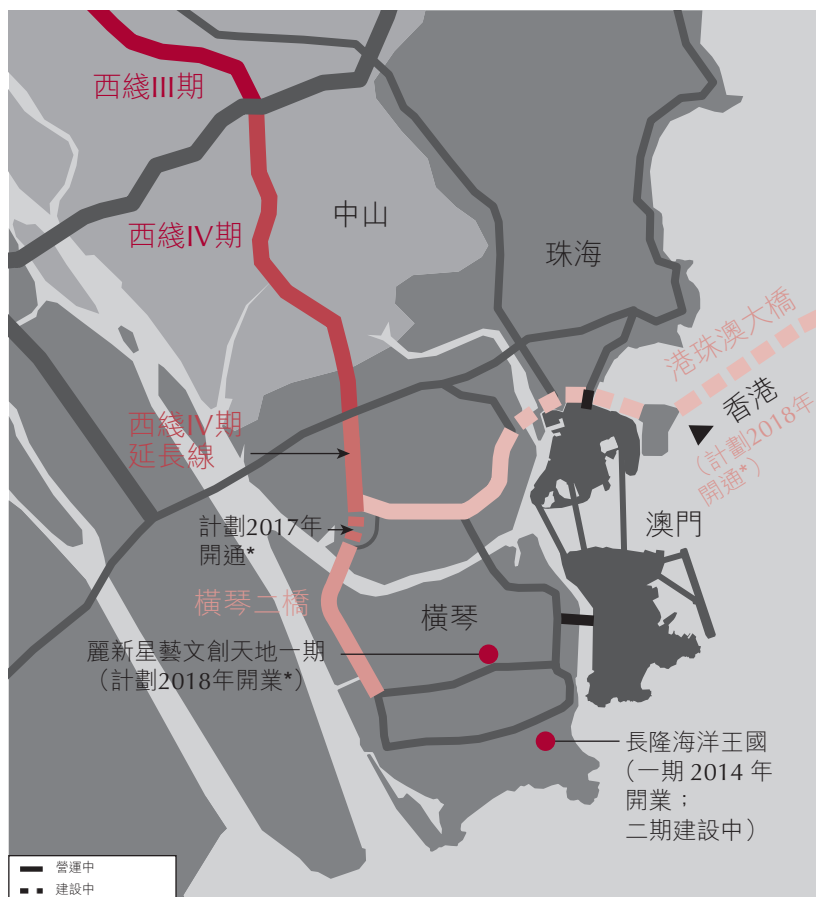 西綫III期
中山
西綫IV期
珠海
港珠澳大橋
香港
（計劃2018年
開通*）
西綫IV期
延長線
計劃2017年
開通*
澳門
橫琴二橋
橫琴
麗新星藝文創天地一期
（計劃2018年開業*）
長隆海洋王國
（一期 2014 年
開業；
二期建設中）
營運中
建設中